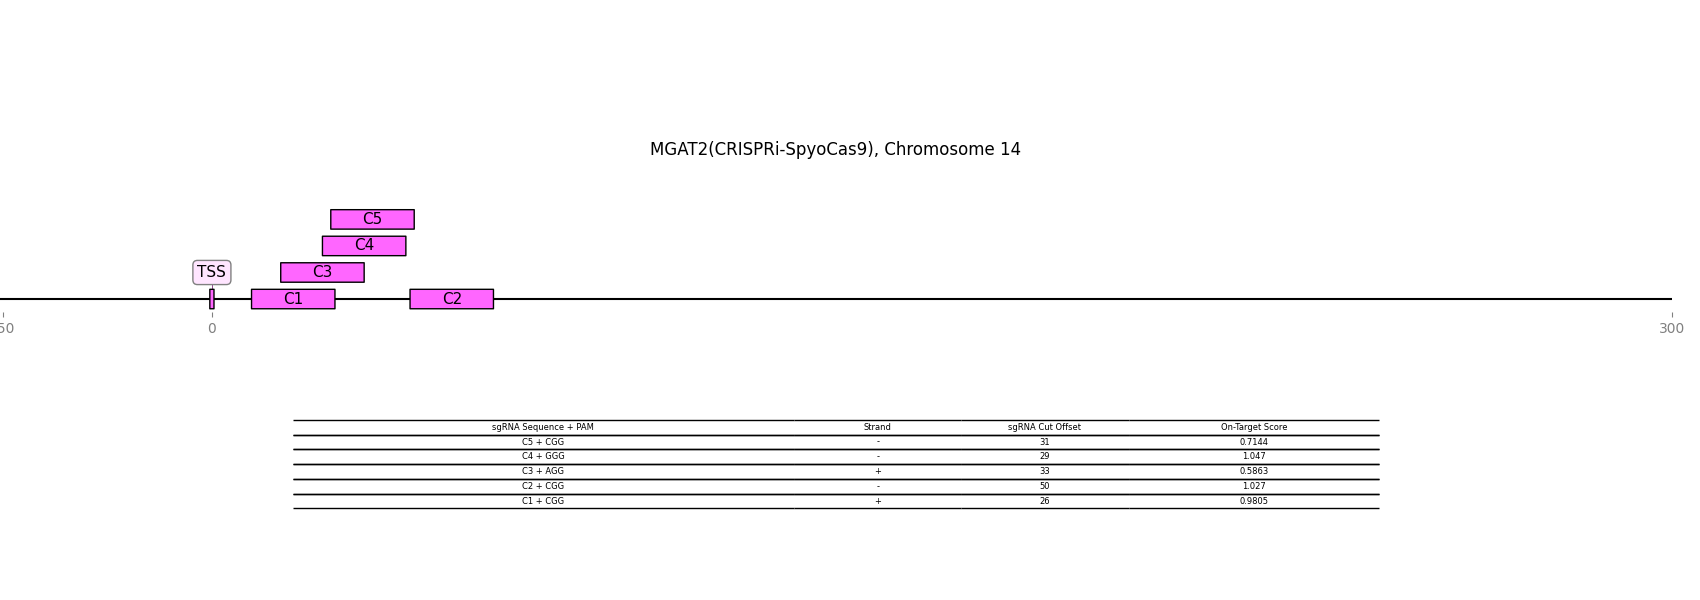 MGAT2(CRISPRi-SpyoCas9), Chromosome 14
C5
C4
TSS C3
C1 C2
50 0 300
sgRNA Sequence + PAM Strand sgRNA Cut Offset On-Target Score
C5 + CGG - 31 0.7144
C4 + GGG - 29 1.047
C3 + AGG + 33 0.5863
C2 + CGG - 50 1.027
C1 + CGG + 26 0.9805